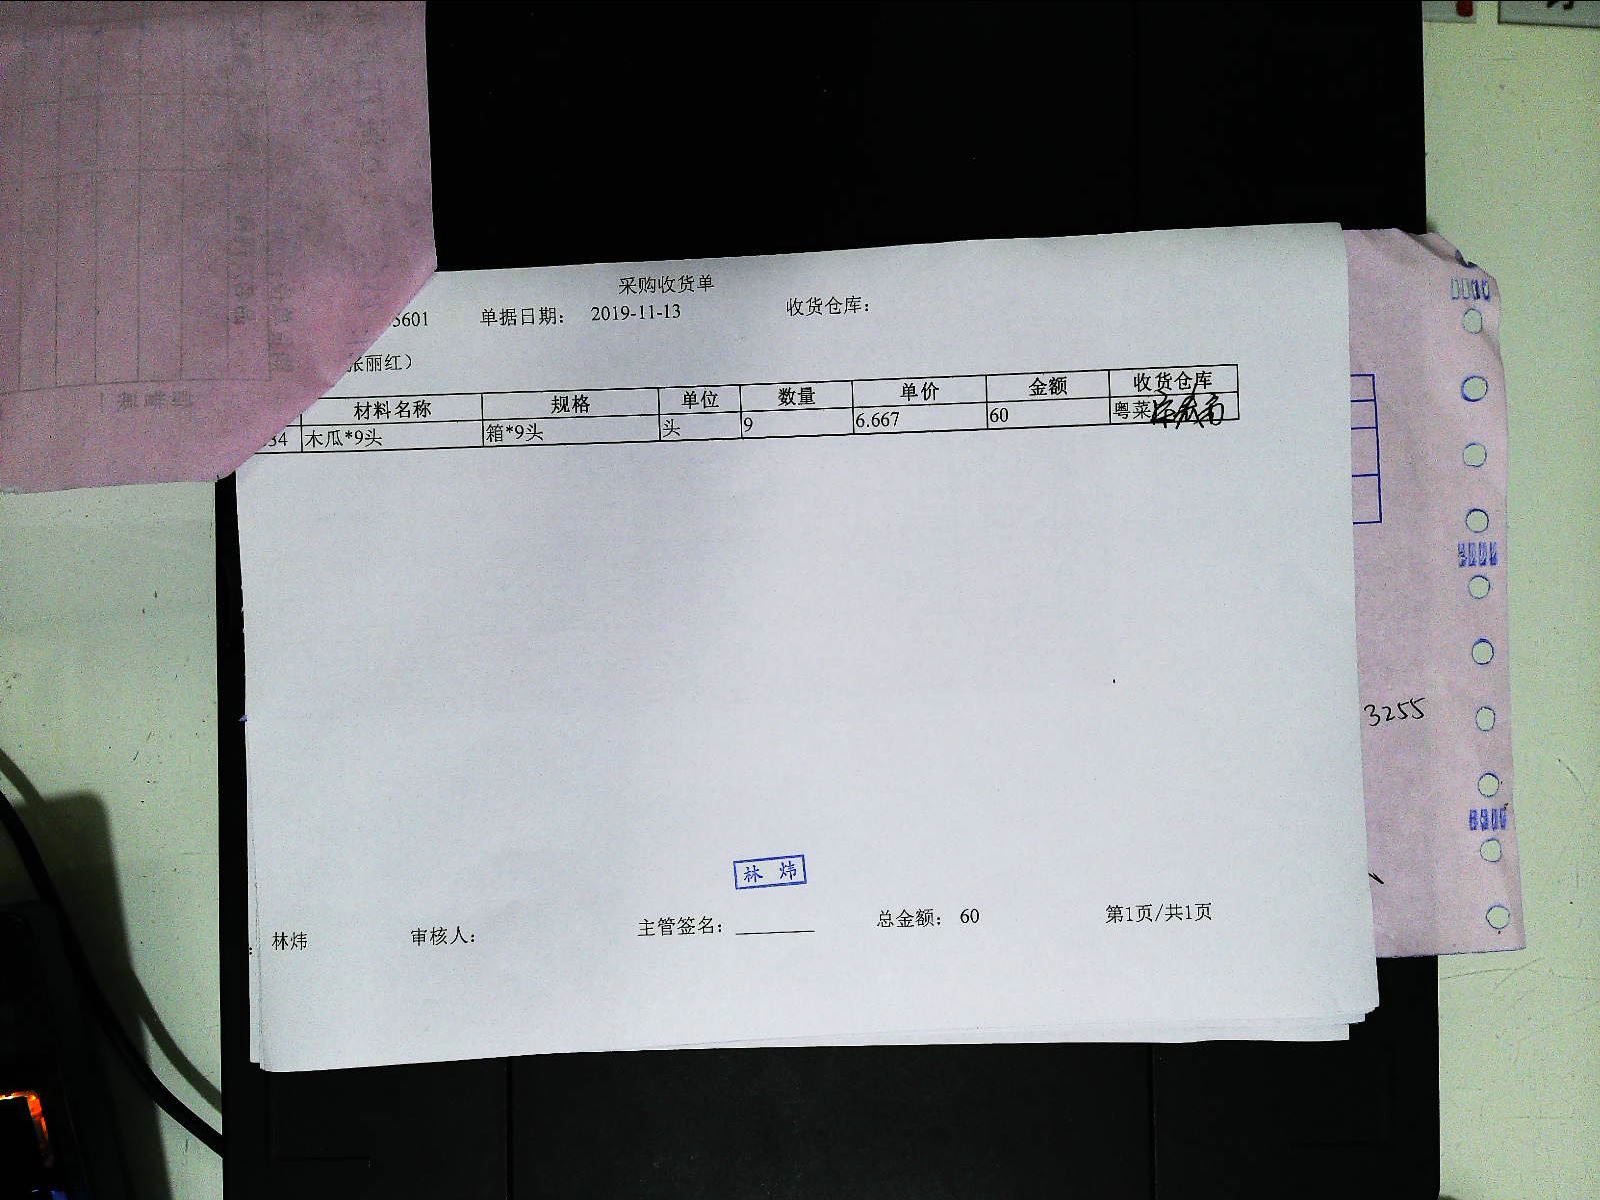 采购收货单
5601 单据日期： 2019-11-13 收货仓库：
张丽红）
材料名称 规格 单位 数量 单价 金额 收货仓库
34 木瓜*9头 箱*9头 头 9 6.667 60 粤菜
3255
林 炜
： 林炜 审核人： 主管签名： 总金额： 60 第1页/共1页